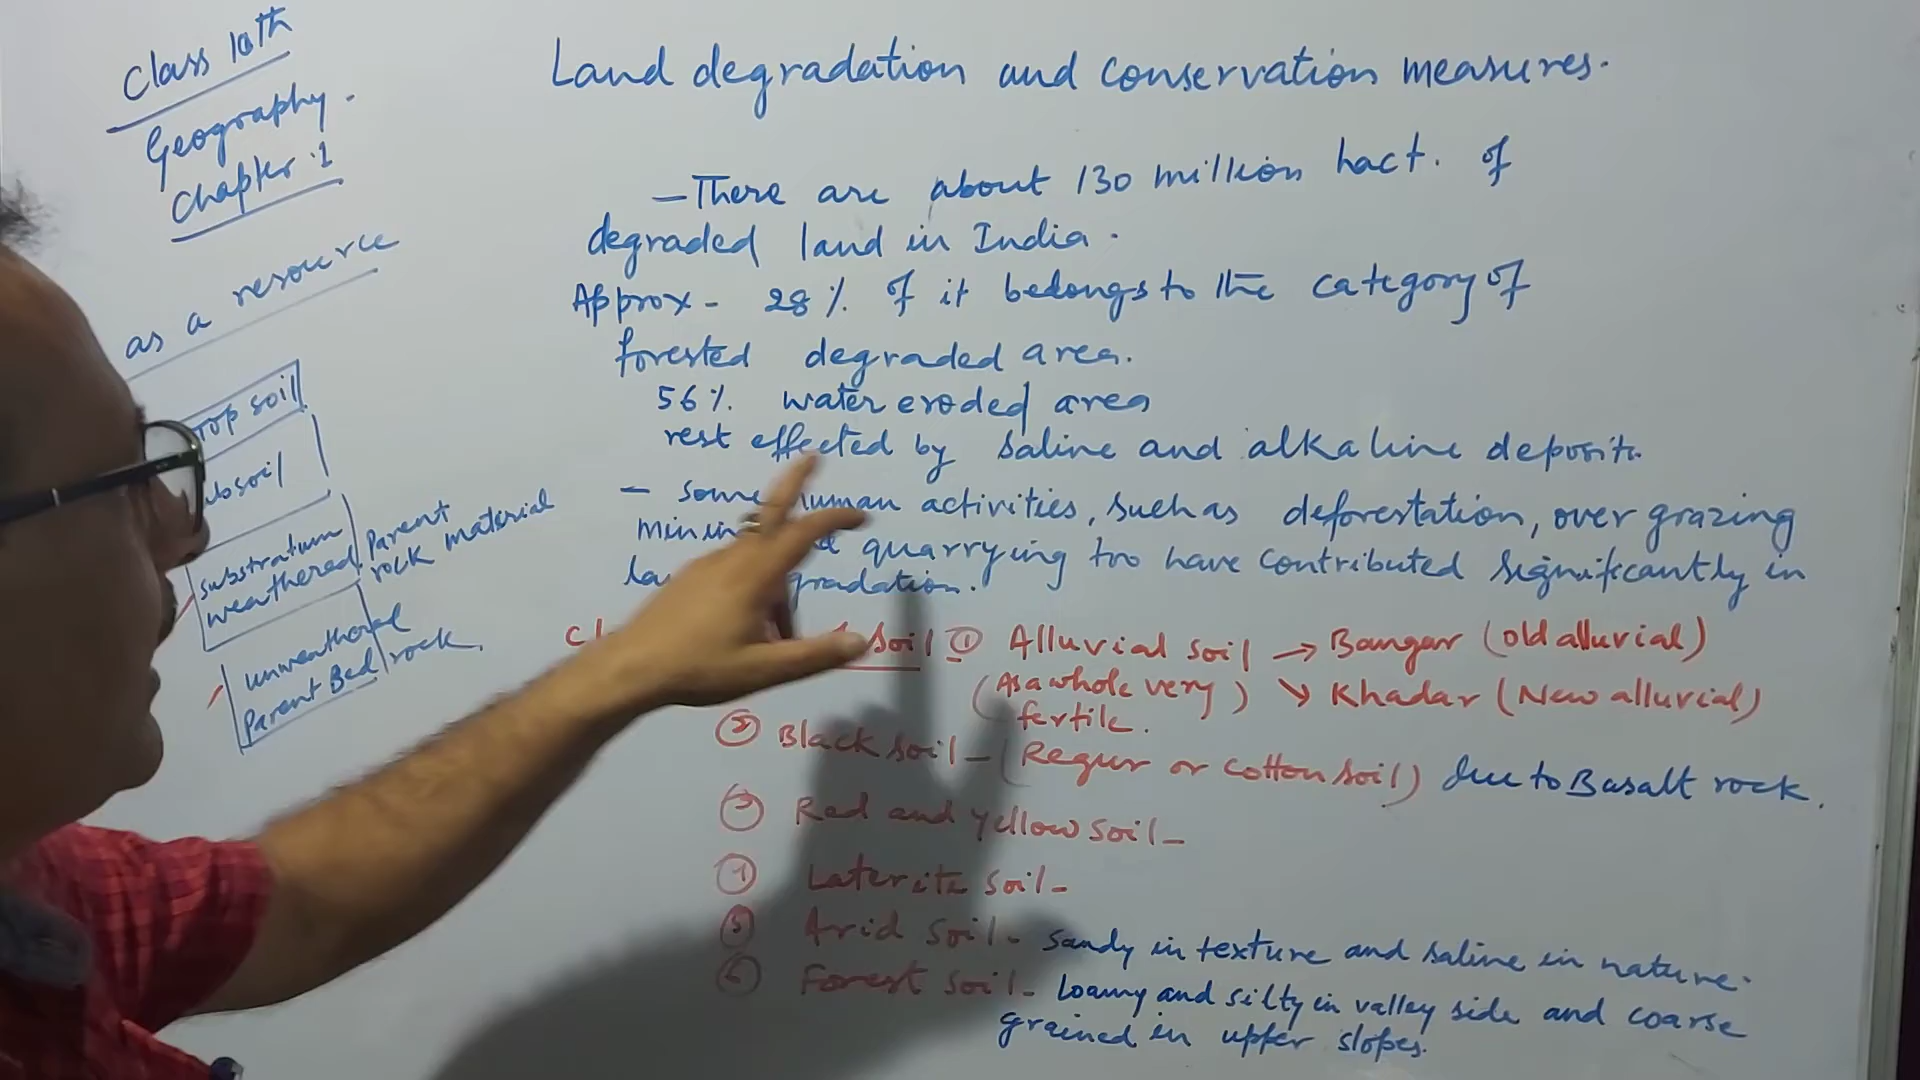 Class 10th
Geography.
Chapter.1
as a resource
Top soil
soil
substratum
weathered
Parent
rock material
unweathered
Parent Bed rock.
Land degradation and conservation measures.
- There are about 130 million hact. of
degraded land in India.
Approx - 28% of it belongs to the category of
forested degraded area.
56% water eroded area
rest effected by saline and alkaline deposits.
- some human activities, such as deforestation, over grazing
quarrying too have contributed significantly in
gradation.
soil ① Alluvial soil → Bangar (old alluvial)
(As a whole very fertile.) ↘ Khadar (New alluvial)
② Black soil - (Regur or cotton soil) due to Basalt rock.
③ Red and yellow soil -
④ Laterite soil -
⑤ Arid soil - sandy in texture and saline in nature.
⑥ Forest soil - loamy and silty in valley side and coarse
grained in upper slopes.